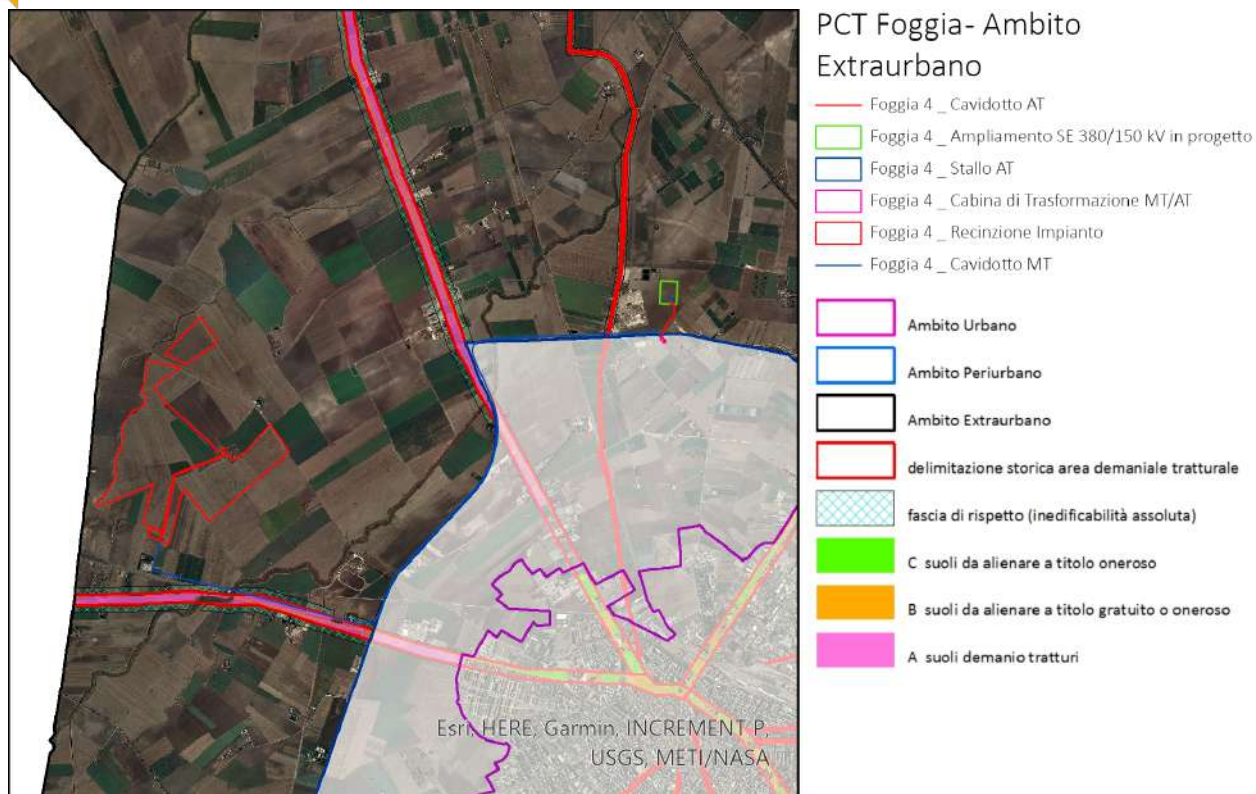 PCT Foggia- Ambito
Extraurbano
Foggia 4 _ Cavidotto AT
Foggia 4 _ Ampliamento SE 380/150 kV in progetto
Foggia 4 _ Stallo AT
Foggia 4 _ Cabina di Trasformazione MT/AT
Foggia 4 _ Recinzione Impianto
Foggia 4 _ Cavidotto MT
Ambito Urbano
Ambito Periurbano
Ambito Extraurbano
delimitazione storica area demaniale tratturale
fascia di rispetto (inedificabilità assoluta)
C suoli da alienare a titolo oneroso
B suoli da alienare a titolo gratuito o oneroso
A suoli demanio tratturi
Esri, HERE, Garmin, INCREMENT P,
USGS, METI/NASA